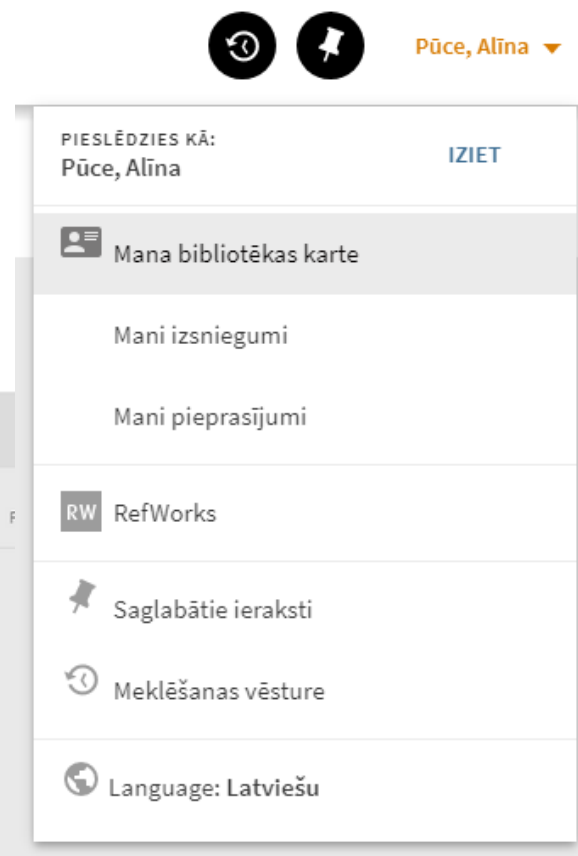 Pūce, Alīna
PIESLĒDZIES KĀ:
Pūce, Alīna
IZIET
Mana bibliotēkas karte
Mani izsniegumi
Mani pieprasījumi
RW RefWorks
Saglabātie ieraksti
Meklēšanas vēsture
Language: Latviešu